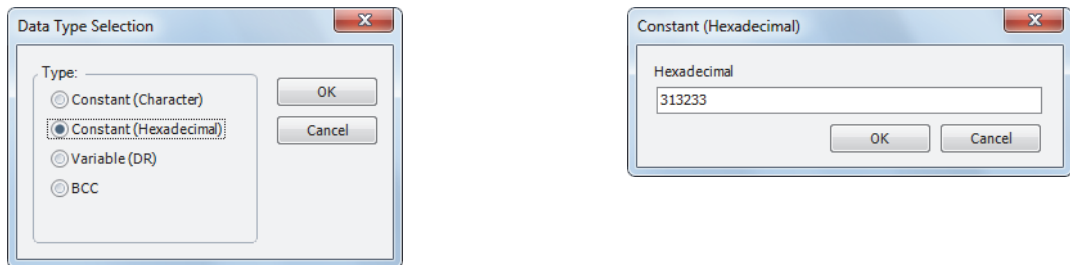 Data Type Selection
Type:
Constant (Character)
Constant (Hexadecimal)
Variable (DR)
BCC
OK
Cancel
Constant (Hexadecimal)
Hexadecimal
313233
OK Cancel